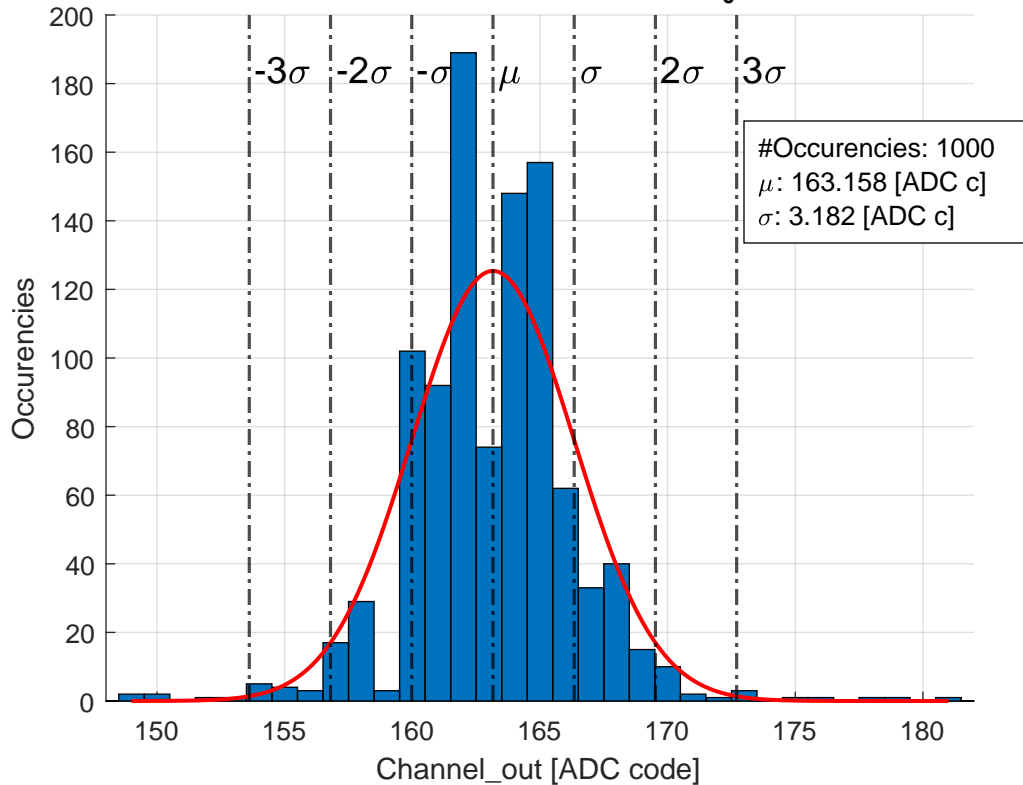 200
180
160
140
120
100
80
60
40
20
0
Occurencies
-3σ -2σ -σ μ σ 2σ 3σ
#Occurencies: 1000
μ: 163.158 [ADC c]
σ: 3.182 [ADC c]
150 155 160 165 170 175 180
Channel_out [ADC code]